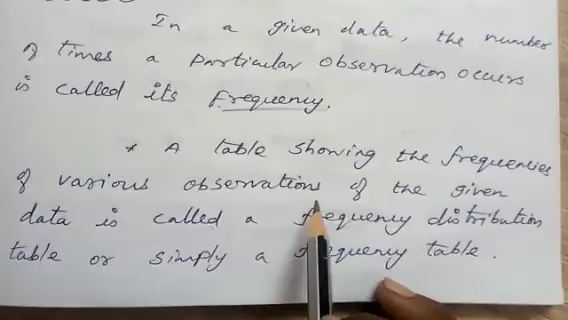 In a given data, the number
of times a particular observation occurs
is called its frequency.
* A table showing the frequencies
of various observations of the given
data is called a frequency distribution
table or simply a frequency table.